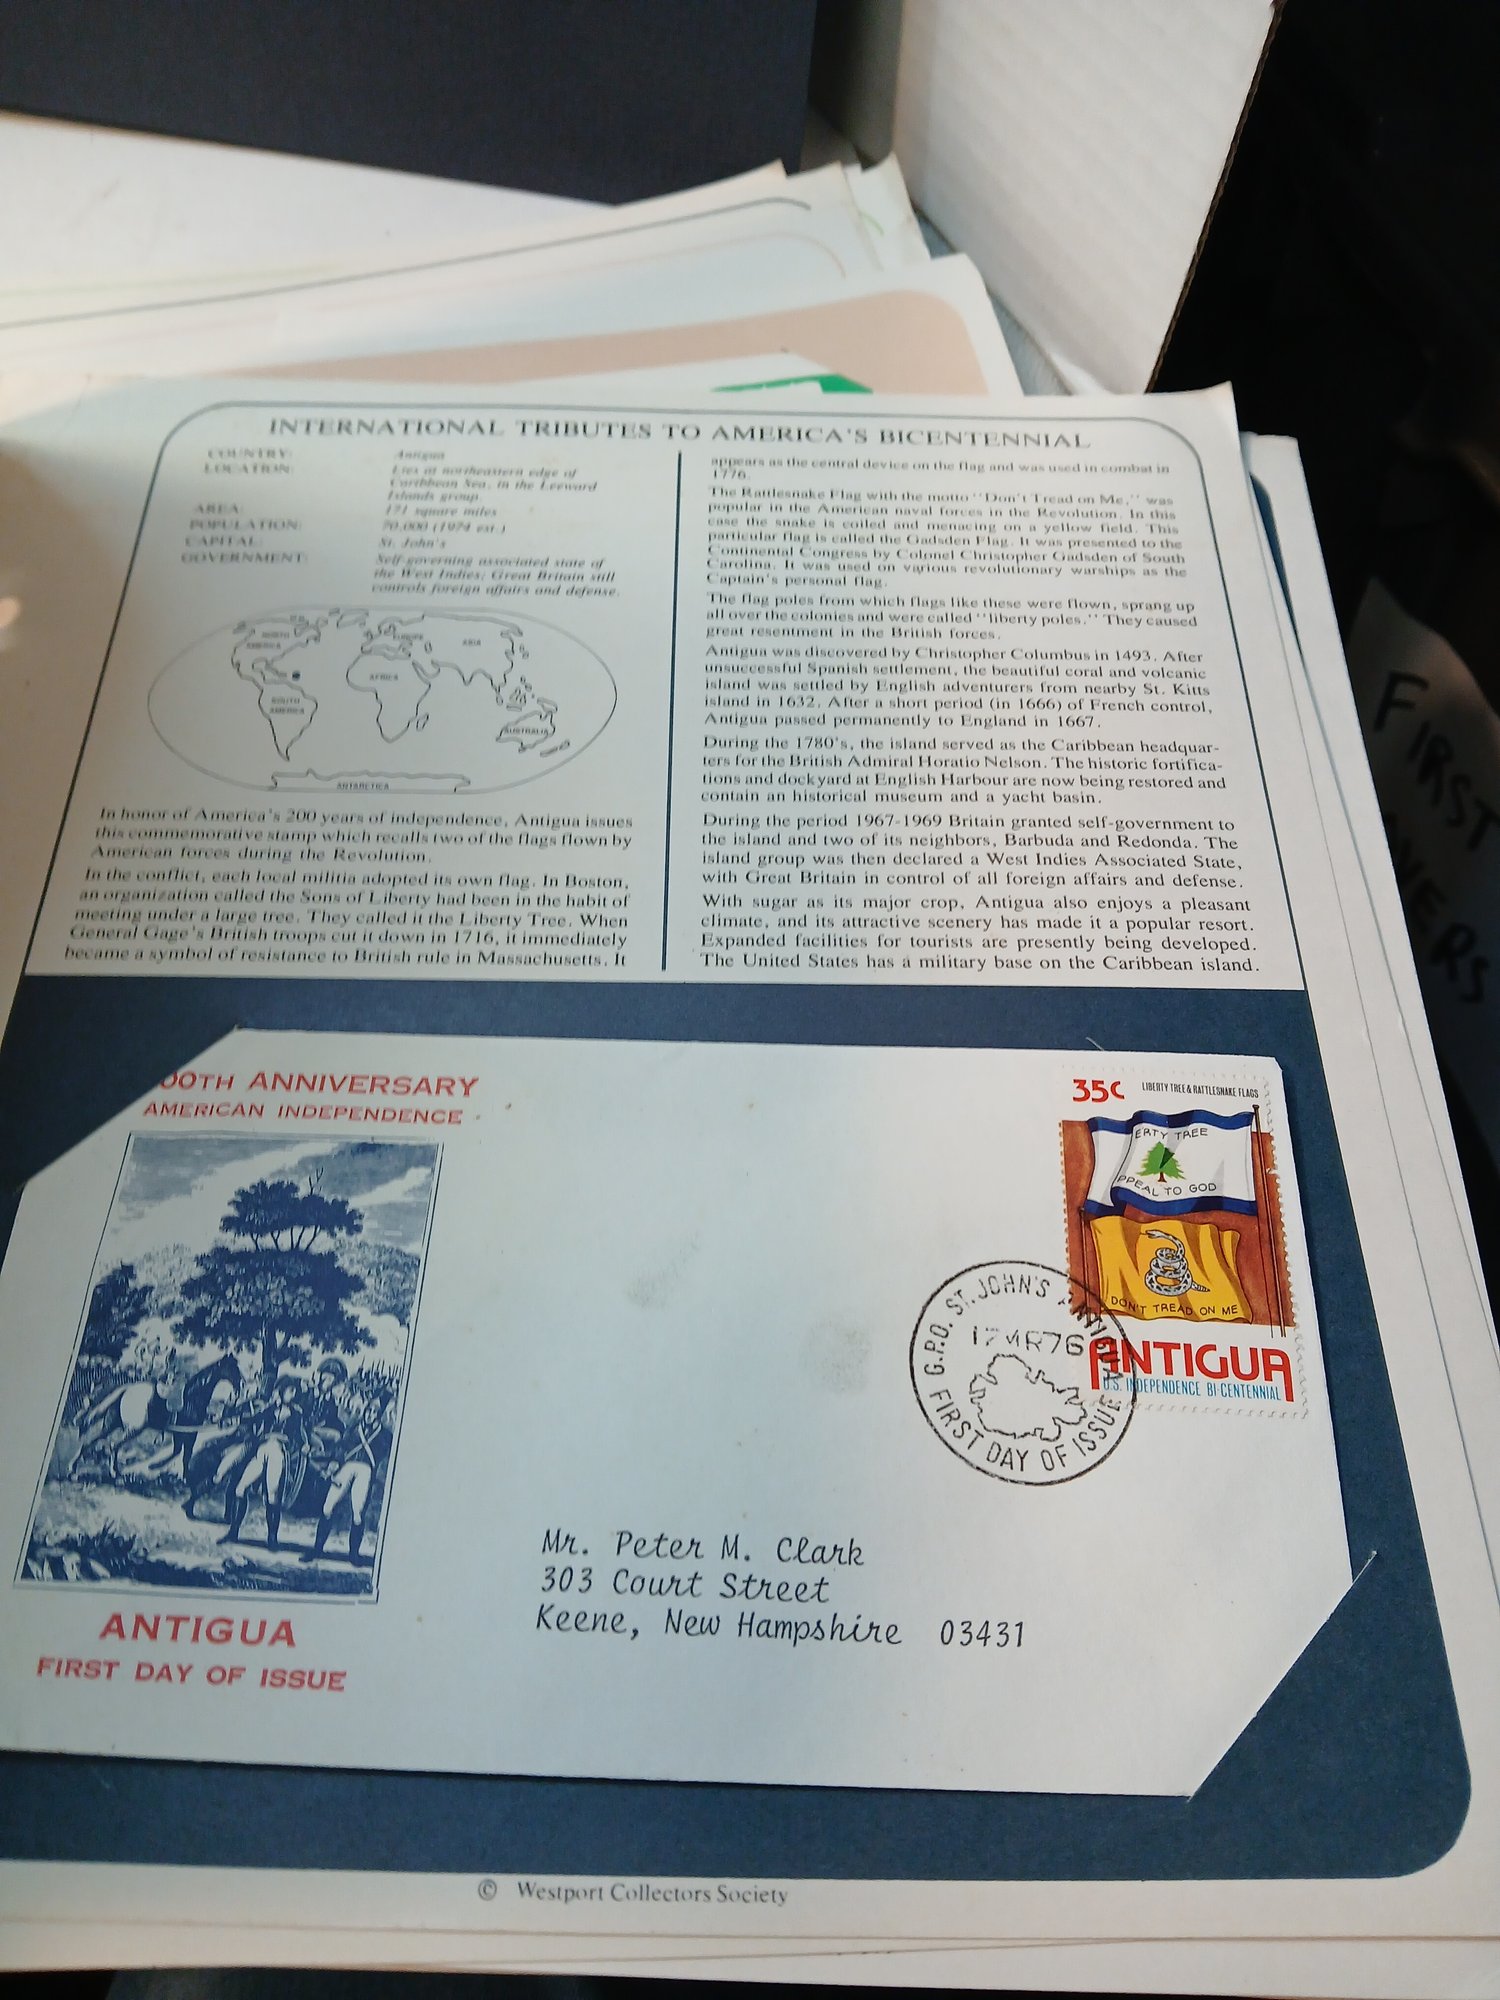 INTERNATIONAL TRIBUTES TO AMERICA'S BICENTENNIAL
COUNTRY: Antigua
LOCATION: Lies at northeastern edge of
Caribbean Sea, in the Leeward
Islands group.
AREA: 171 square miles
POPULATION: 70,000 (1974 est.)
CAPITAL: St. John's
GOVERNMENT: Self-governing associated state of
the West Indies; Great Britain still
controls foreign affairs and defense.
NORTH
AMERICA
EUROPE
ASIA
AFRICA
SOUTH
AMERICA
AUSTRALIA
ANTARCTICA
In honor of America's 200 years of independence, Antigua issues
this commemorative stamp which recalls two of the flags flown by
American forces during the Revolution.
In the conflict, each local militia adopted its own flag. In Boston,
an organization called the Sons of Liberty had been in the habit of
meeting under a large tree. They called it the Liberty Tree. When
General Gage's British troops cut it down in 1716, it immediately
became a symbol of resistance to British rule in Massachusetts. It
appears as the central device on the flag and was used in combat in
1776.
The Rattlesnake Flag with the motto "Don't Tread on Me," was
popular in the American naval forces in the Revolution. In this
case the snake is coiled and menacing on a yellow field. This
particular flag is called the Gadsden Flag. It was presented to the
Continental Congress by Colonel Christopher Gadsden of South
Carolina. It was used on various revolutionary warships as the
Captain's personal flag.
The flag poles from which flags like these were flown, sprang up
all over the colonies and were called "liberty poles." They caused
great resentment in the British forces.
Antigua was discovered by Christopher Columbus in 1493. After
unsuccessful Spanish settlement, the beautiful coral and volcanic
island was settled by English adventurers from nearby St. Kitts
island in 1632. After a short period (in 1666) of French control,
Antigua passed permanently to England in 1667.
During the 1780's, the island served as the Caribbean headquar-
ters for the British Admiral Horatio Nelson. The historic fortifica-
tions and dockyard at English Harbour are now being restored and
contain an historical museum and a yacht basin.
During the period 1967-1969 Britain granted self-government to
the island and two of its neighbors, Barbuda and Redonda. The
island group was then declared a West Indies Associated State,
with Great Britain in control of all foreign affairs and defense.
With sugar as its major crop, Antigua also enjoys a pleasant
climate, and its attractive scenery has made it a popular resort.
Expanded facilities for tourists are presently being developed.
The United States has a military base on the Caribbean island.
FIRST
00TH ANNIVERSARY
AMERICAN INDEPENDENCE
ANTIGUA
FIRST DAY OF ISSUE
35C LIBERTY TREE & RATTLESNAKE FLAGS
ERTY TREE
PPEAL TO GOD
DON'T TREAD ON ME
ANTIGUA
U.S. INDEPENDENCE BI-CENTENNIAL
G.P.O. ST. JOHN'S ANTIGUA
17 MR 76
FIRST DAY OF ISSUE
Mr. Peter M. Clark
303 Court Street
Keene, New Hampshire 03431
© Westport Collectors Society